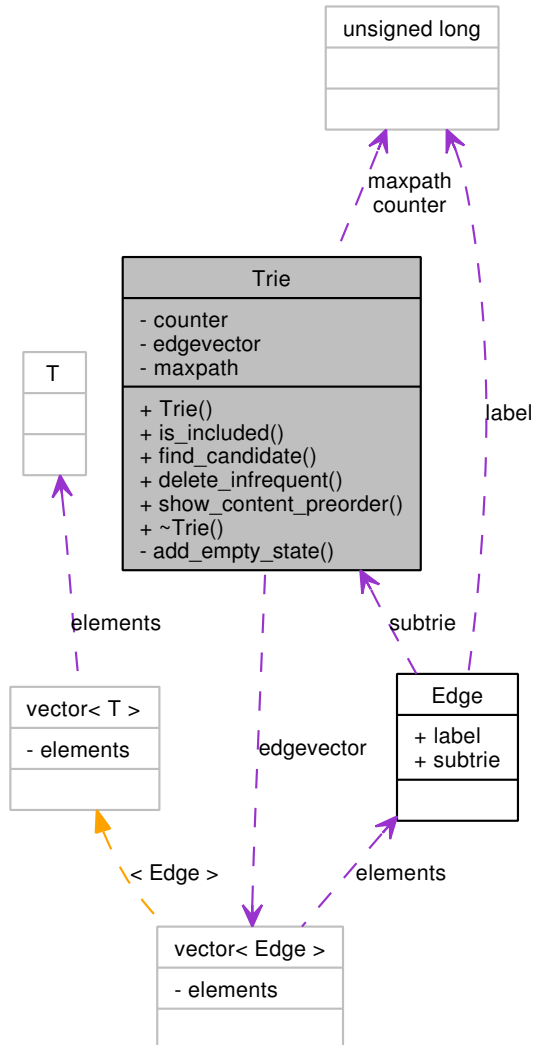 unsigned long
maxpath
counter
Trie
- counter
- edgevector
- maxpath
+ Trie()
+ is_included()
+ find_candidate()
+ delete_infrequent()
+ show_content_preorder()
+ ~Trie()
- add_empty_state()
T
label
elements
subtrie
vector< T >
- elements
edgevector
Edge
+ label
+ subtrie
< Edge >
elements
vector< Edge >
- elements